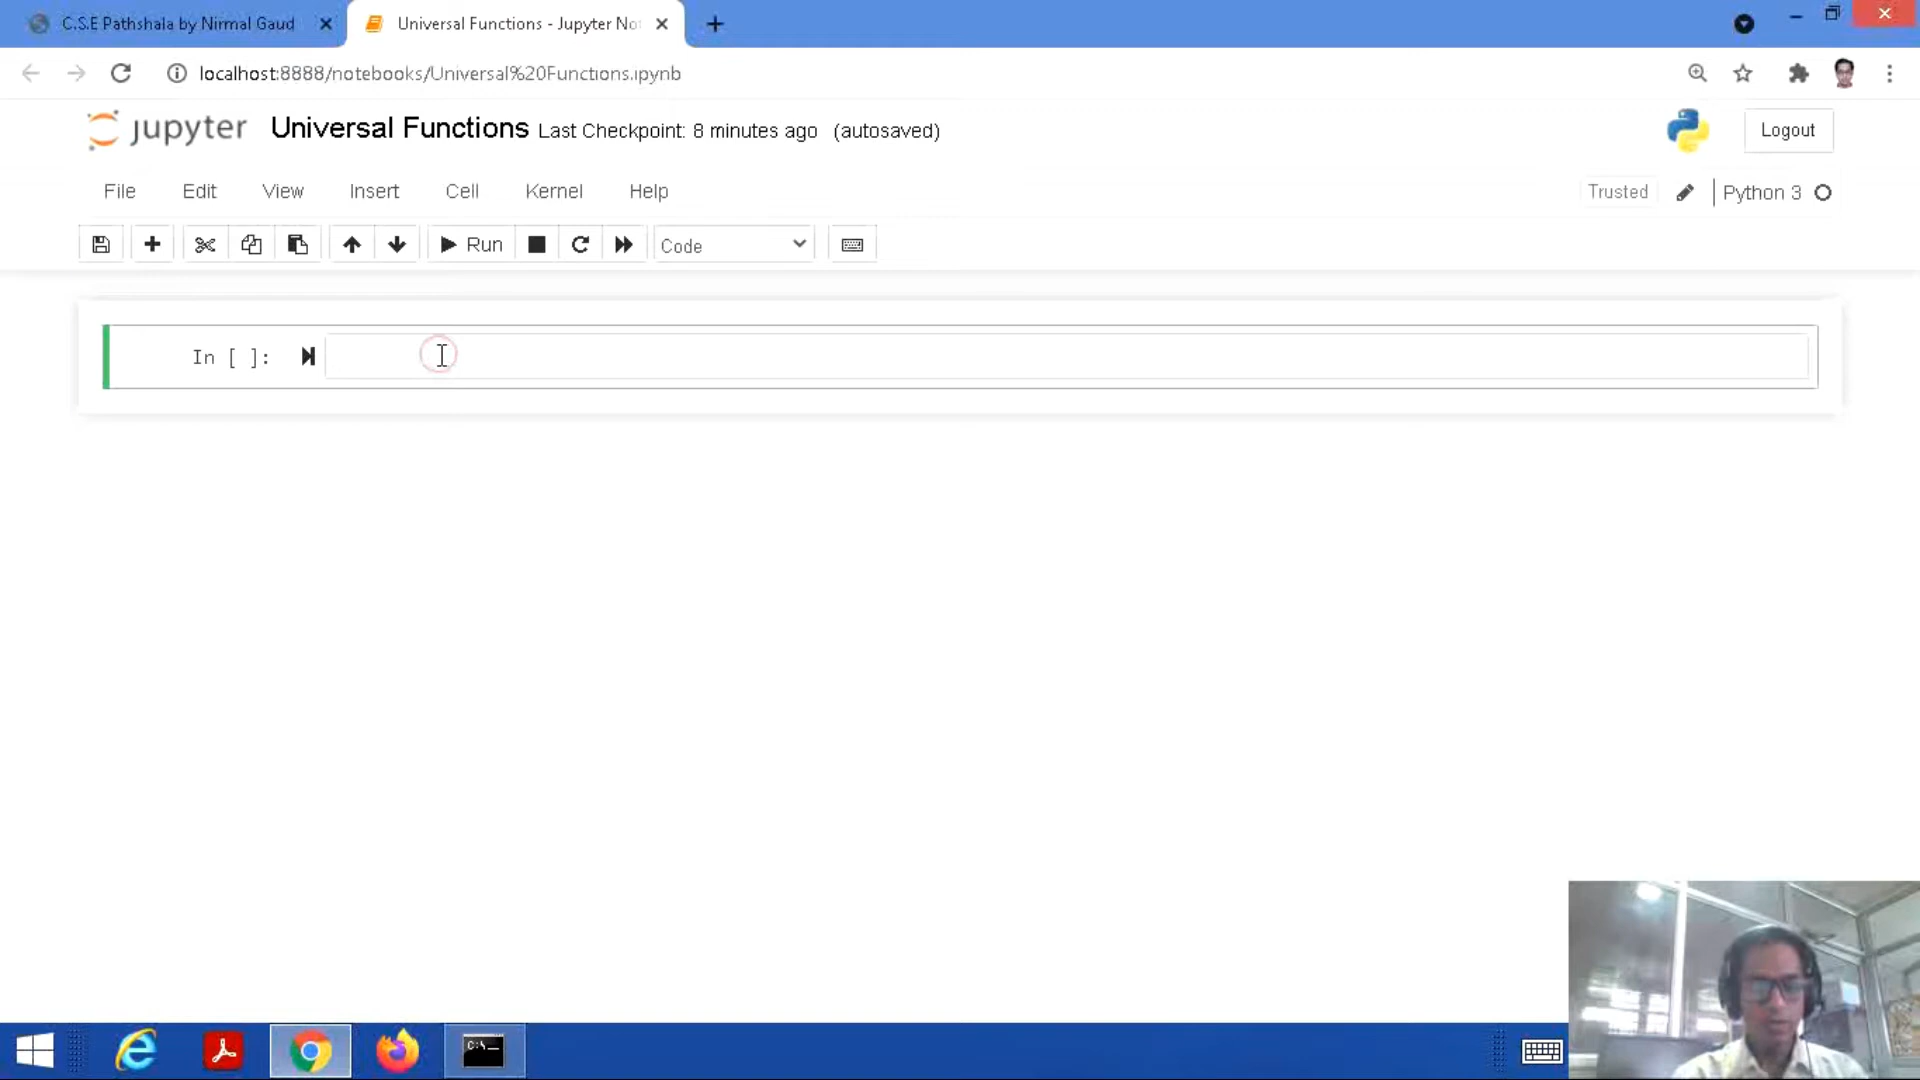 C.S.E Pathshala by Nirmal Gaud
Universal Functions - Jupyter No
localhost:8888/notebooks/Universal%20Functions.ipynb
jupyter Universal Functions Last Checkpoint: 8 minutes ago (autosaved)
Logout
File Edit View Insert Cell Kernel Help
Trusted
Python 3
Run
Code
In [ ]:
C:\_